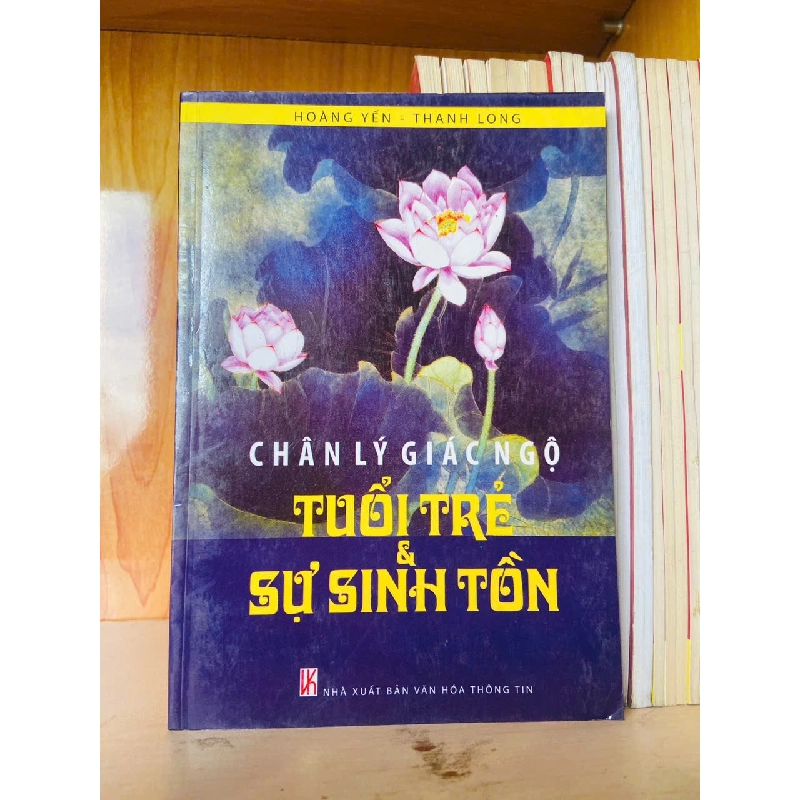 HOÀNG YẾN - THANH LONG
CHÂN LÝ GIÁC NGỘ
TUỔI TRẺ
&
SỰ SINH TỒN
NHÀ XUẤT BẢN VĂN HÓA THÔNG TIN